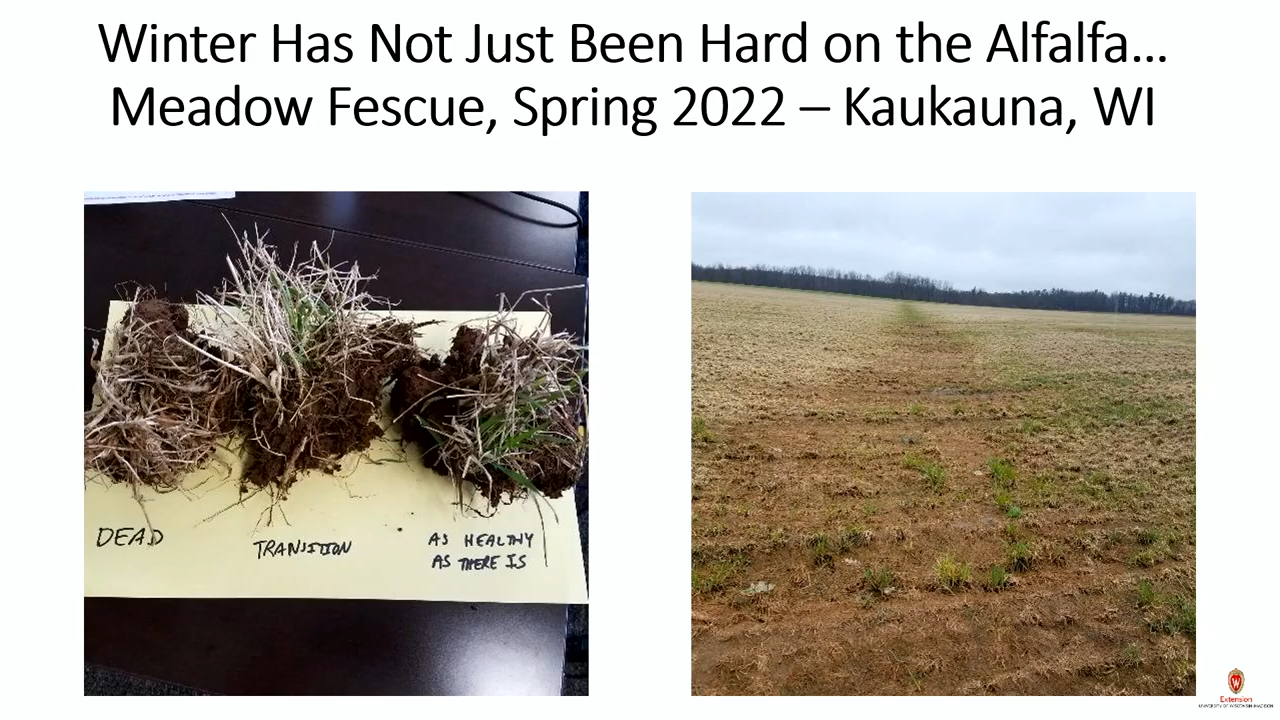 Winter Has Not Just Been Hard on the Alfalfa...
Meadow Fescue, Spring 2022 – Kaukauna, WI
DEAD
TRANSITION
AS HEALTHY
AS THERE IS
W
Extension
UNIVERSITY OF WISCONSIN-MADISON